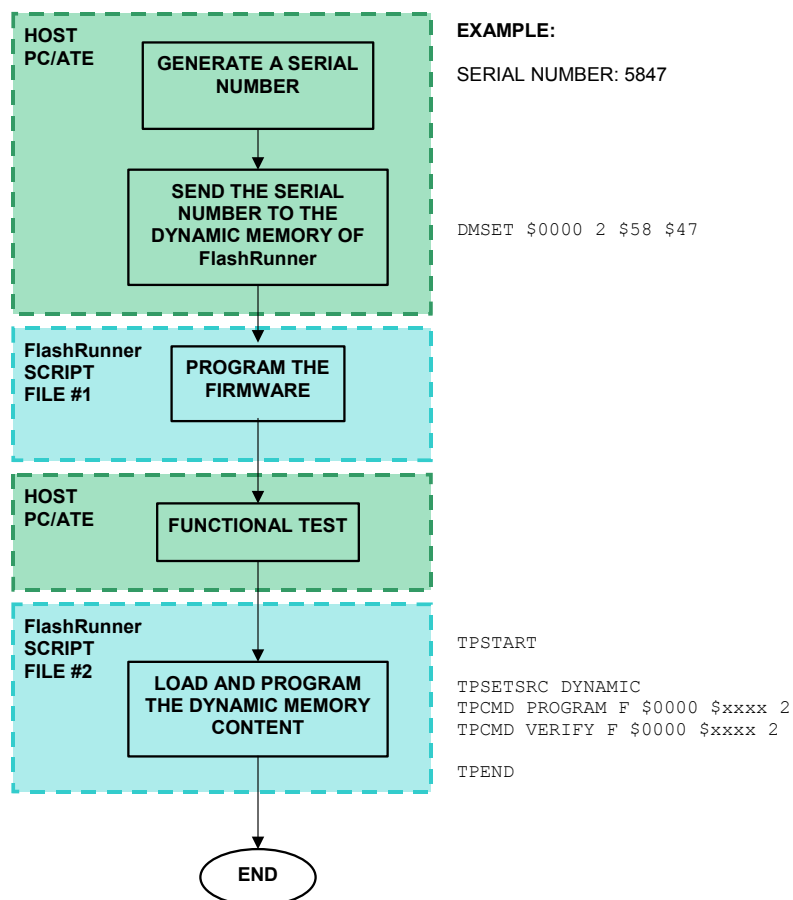 HOST
PC/ATE
GENERATE A SERIAL
NUMBER
EXAMPLE:
SERIAL NUMBER: 5847
SEND THE SERIAL
NUMBER TO THE
DYNAMIC MEMORY OF
FlashRunner
DMSET $0000 2 $58 $47
FlashRunner
SCRIPT
FILE #1
PROGRAM THE
FIRMWARE
HOST
PC/ATE
FUNCTIONAL TEST
FlashRunner
SCRIPT
FILE #2
LOAD AND PROGRAM
THE DYNAMIC MEMORY
CONTENT
TPSTART
TPSETSRC DYNAMIC
TPCMD PROGRAM F $0000 $xxxx 2
TPCMD VERIFY F $0000 $xxxx 2
TPEND
END